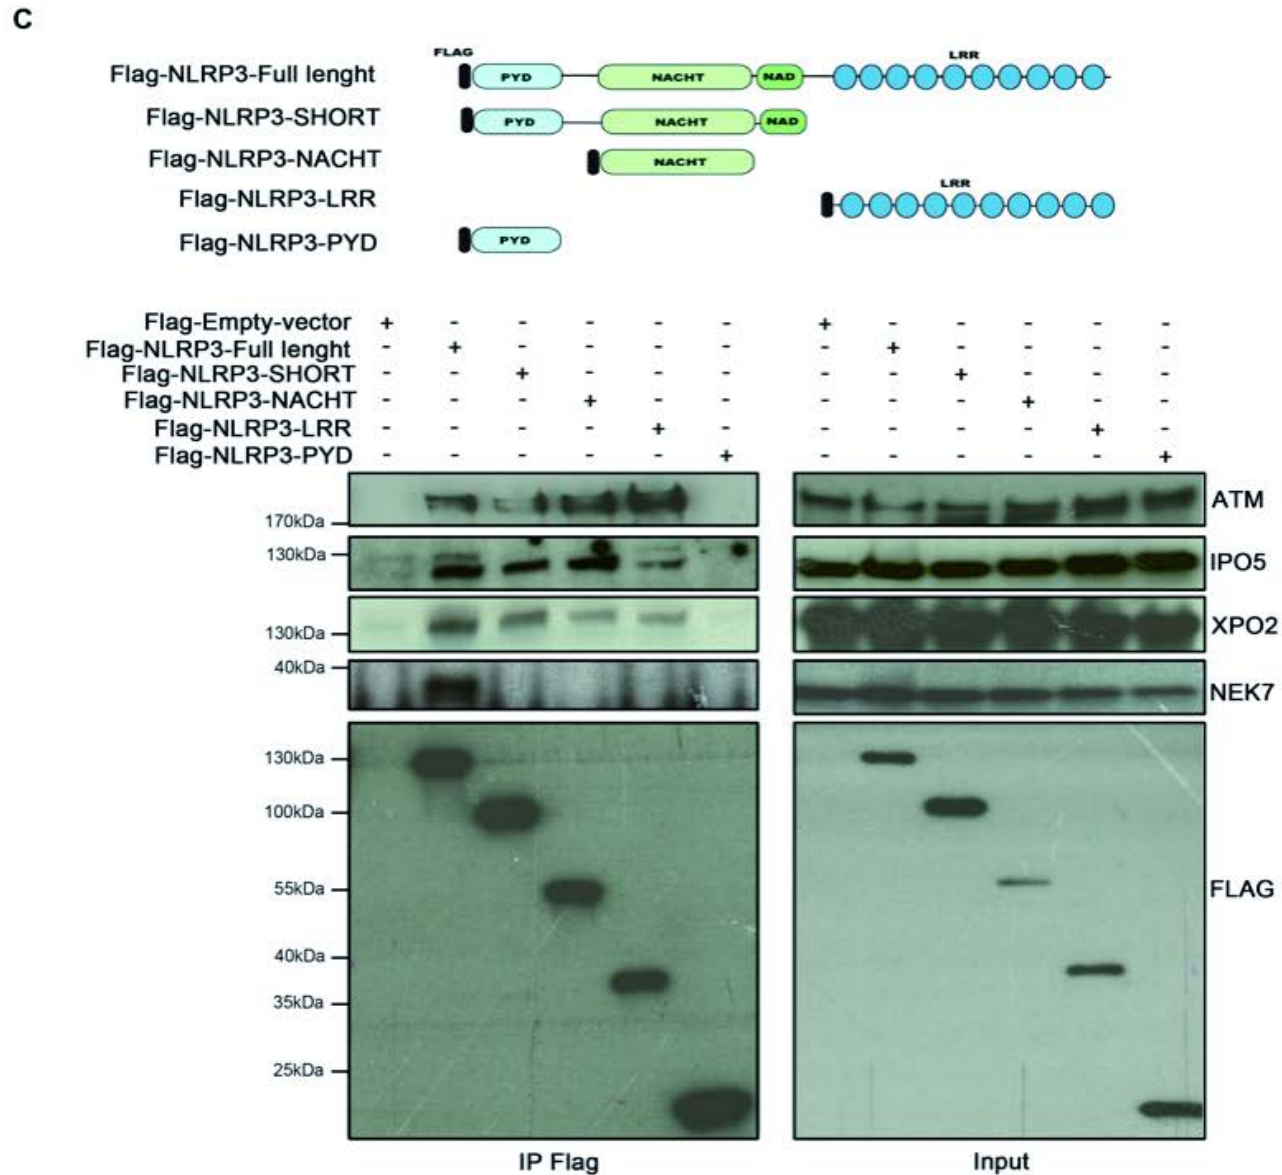 C
FLAG
LRR
Flag-NLRP3-Full lenght PYD NACHT NAD
Flag-NLRP3-SHORT PYD NACHT NAD
Flag-NLRP3-NACHT NACHT
LRR
Flag-NLRP3-LRR
Flag-NLRP3-PYD PYD
Flag-Empty-vector + - - - - - + - - - - -
Flag-NLRP3-Full lenght - + - - - - - + - - - -
Flag-NLRP3-SHORT - - + - - - - - + - - -
Flag-NLRP3-NACHT - - - + - - - - - + - -
Flag-NLRP3-LRR - - - - + - - - - - + -
Flag-NLRP3-PYD - - - - - + - - - - - +
ATM
170kDa
130kDa
IPO5
XPO2
130kDa
40kDa
NEK7
130kDa
100kDa
55kDa
FLAG
40kDa
35kDa
25kDa
IP Flag Input